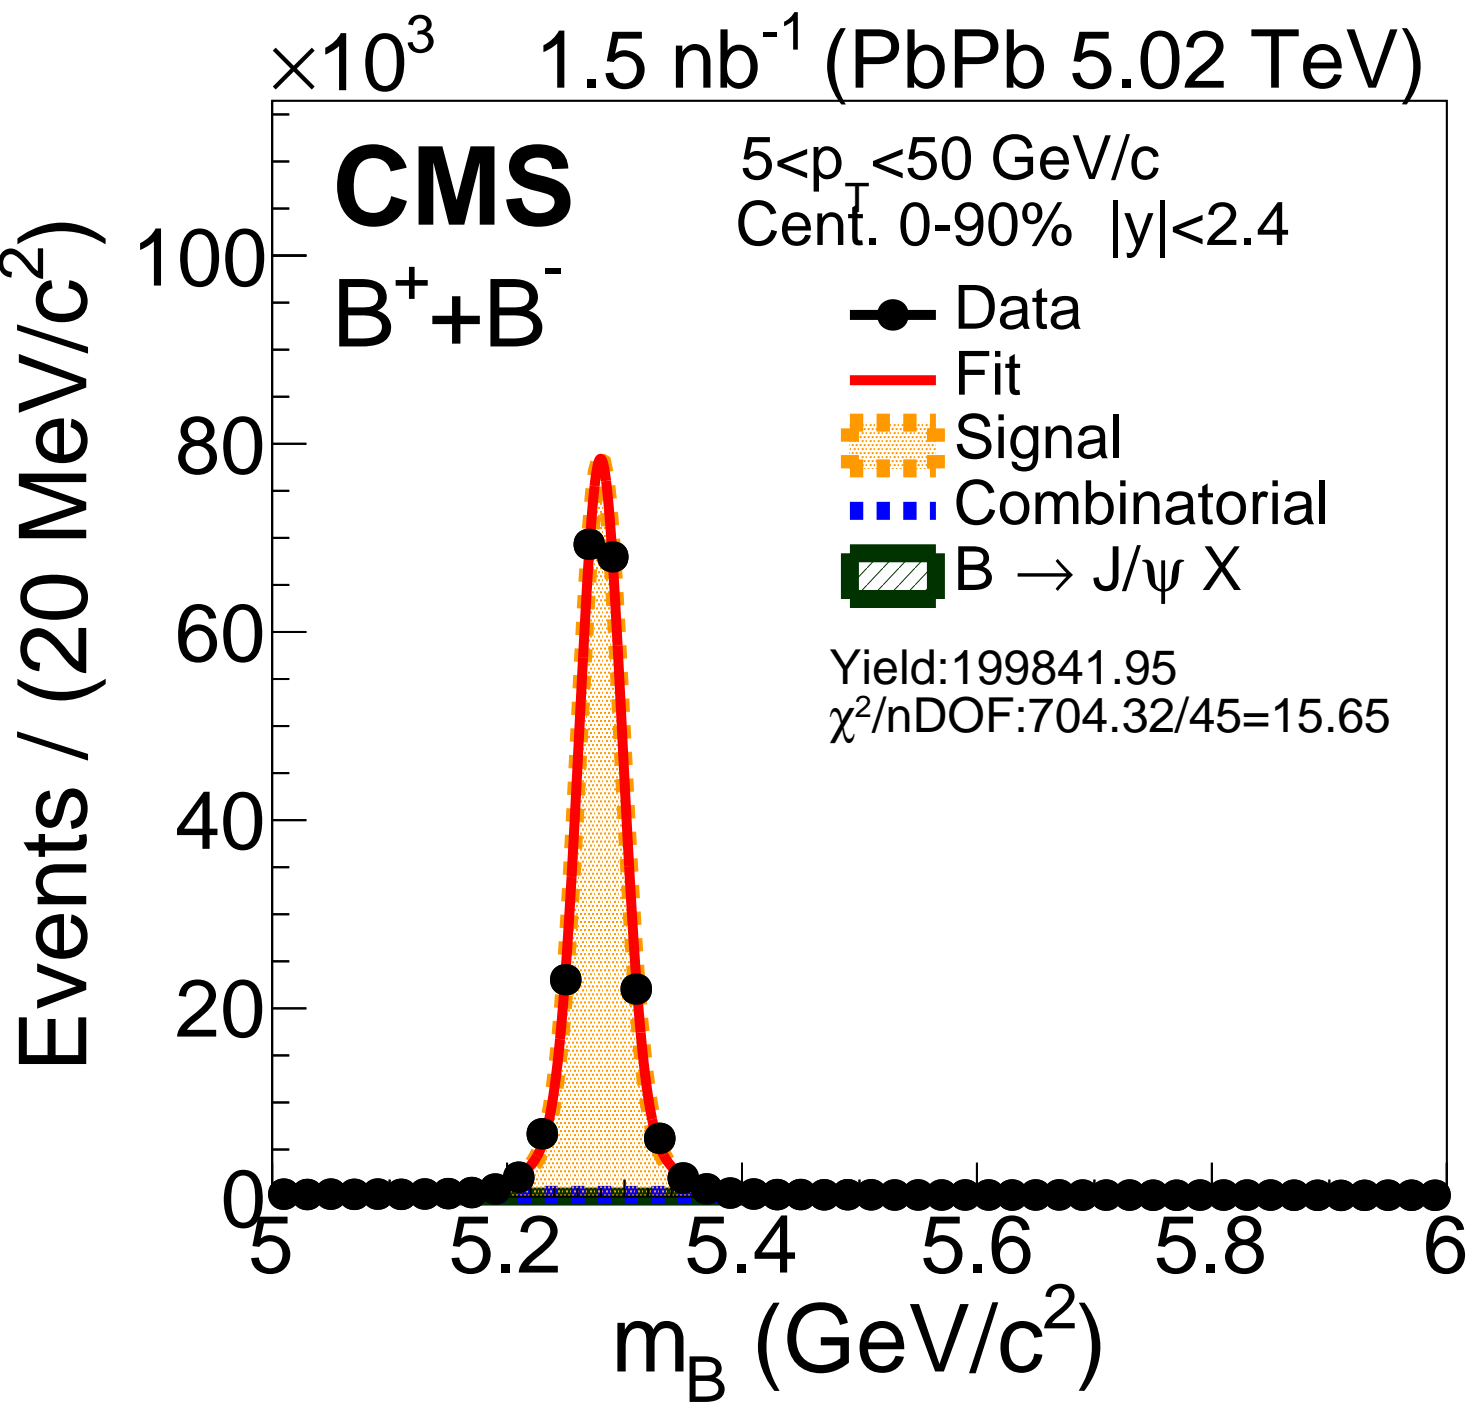 ×10³ 1.5 nb⁻¹ (PbPb 5.02 TeV)
CMS
B⁺+B⁻
5<p_T<50 GeV/c
Cent. 0-90% |y|<2.4
Data
Fit
Signal
Combinatorial
B → J/ψ X
Yield:199841.95
χ²/nDOF:704.32/45=15.65
Events / (20 MeV/c²)
100
80
60
40
20
0
5 5.2 5.4 5.6 5.8 6
m_B (GeV/c²)